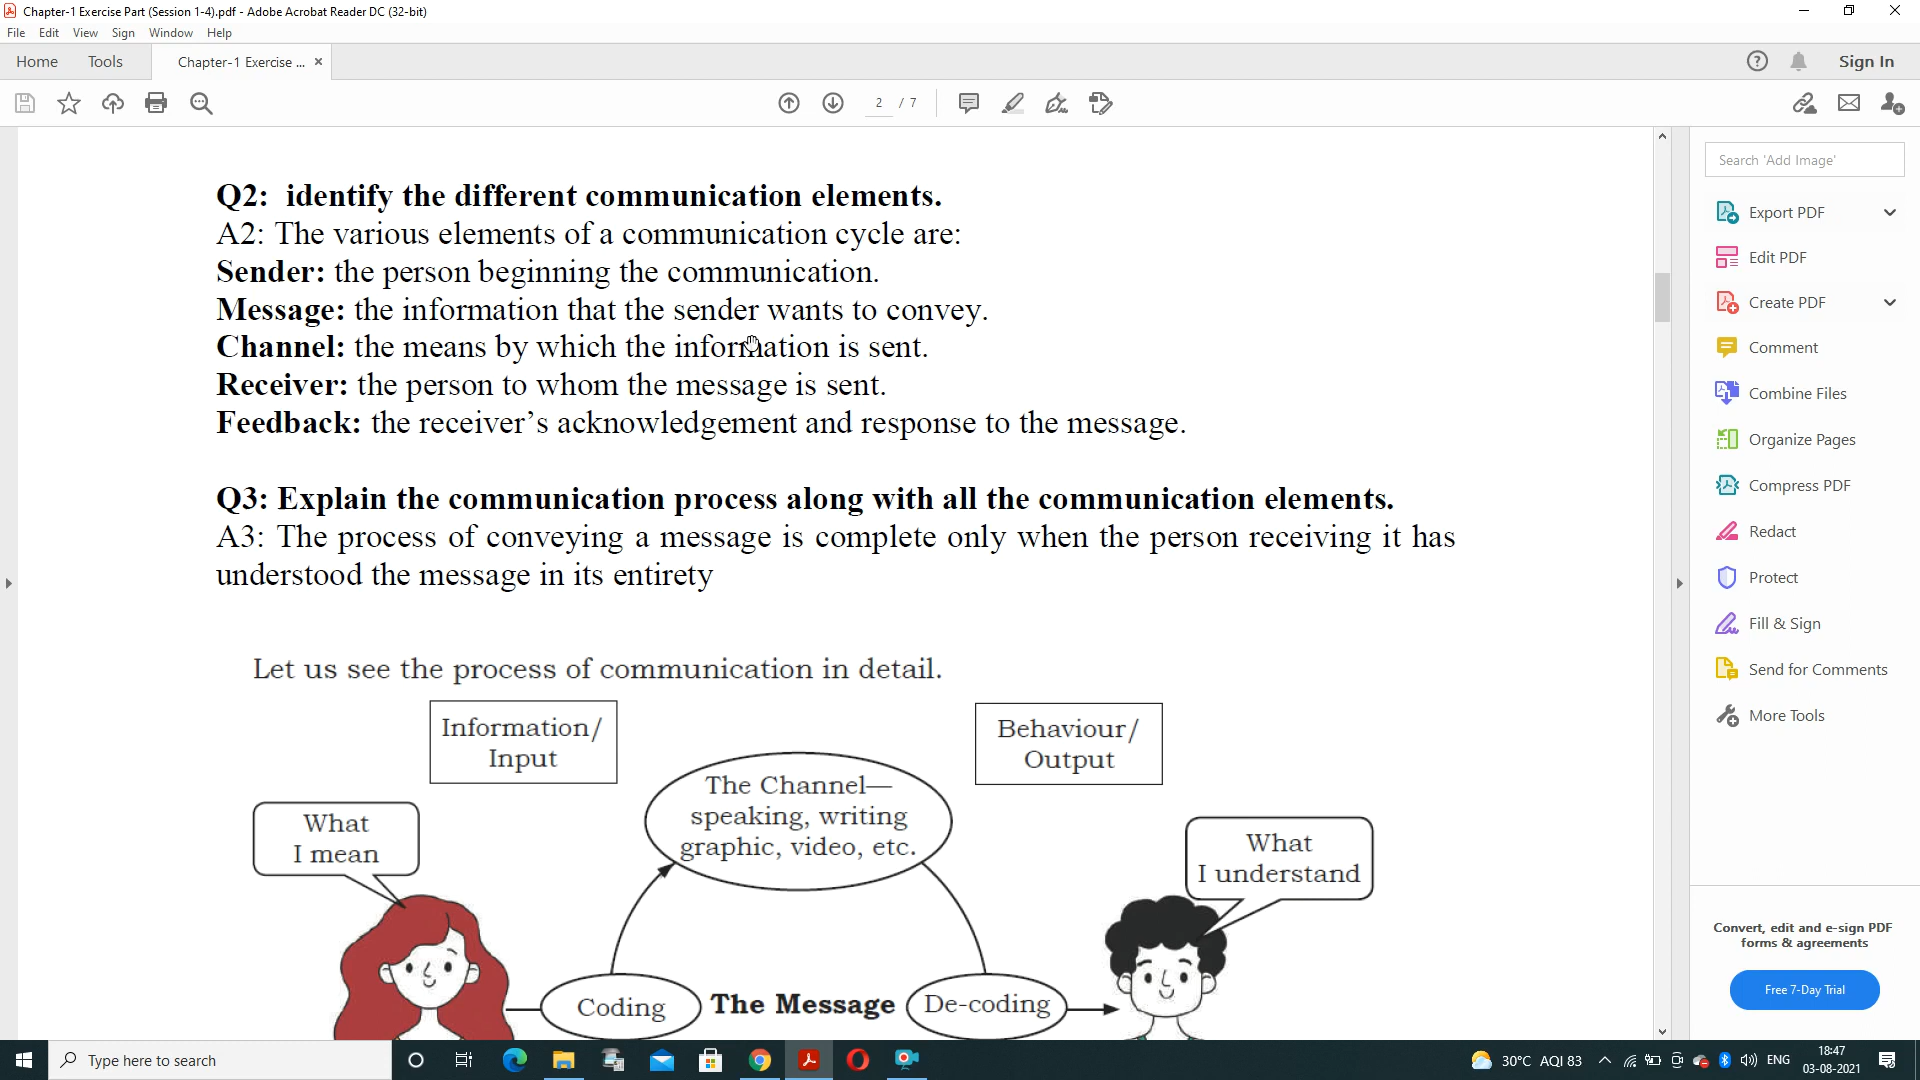 Chapter-1 Exercise Part (Session 1-4).pdf - Adobe Acrobat Reader DC (32-bit)
File Edit View Sign Window Help
Home Tools Chapter-1 Exercise ... × Sign In
2 / 7
Search 'Add Image'
Export PDF
Edit PDF
Create PDF
Comment
Combine Files
Organize Pages
Compress PDF
Redact
Protect
Fill & Sign
Send for Comments
More Tools
Convert, edit and e-sign PDF
forms & agreements
Free 7-Day Trial
Q2: identify the different communication elements.
A2: The various elements of a communication cycle are:
Sender: the person beginning the communication.
Message: the information that the sender wants to convey.
Channel: the means by which the information is sent.
Receiver: the person to whom the message is sent.
Feedback: the receiver’s acknowledgement and response to the message.
Q3: Explain the communication process along with all the communication elements.
A3: The process of conveying a message is complete only when the person receiving it has
understood the message in its entirety
Let us see the process of communication in detail.
Information/
Input
Behaviour/
Output
The Channel—
speaking, writing
graphic, video, etc.
What
I mean
What
I understand
Coding
The Message
De-coding
Type here to search
30°C AQI 83
ENG
18:47
03-08-2021